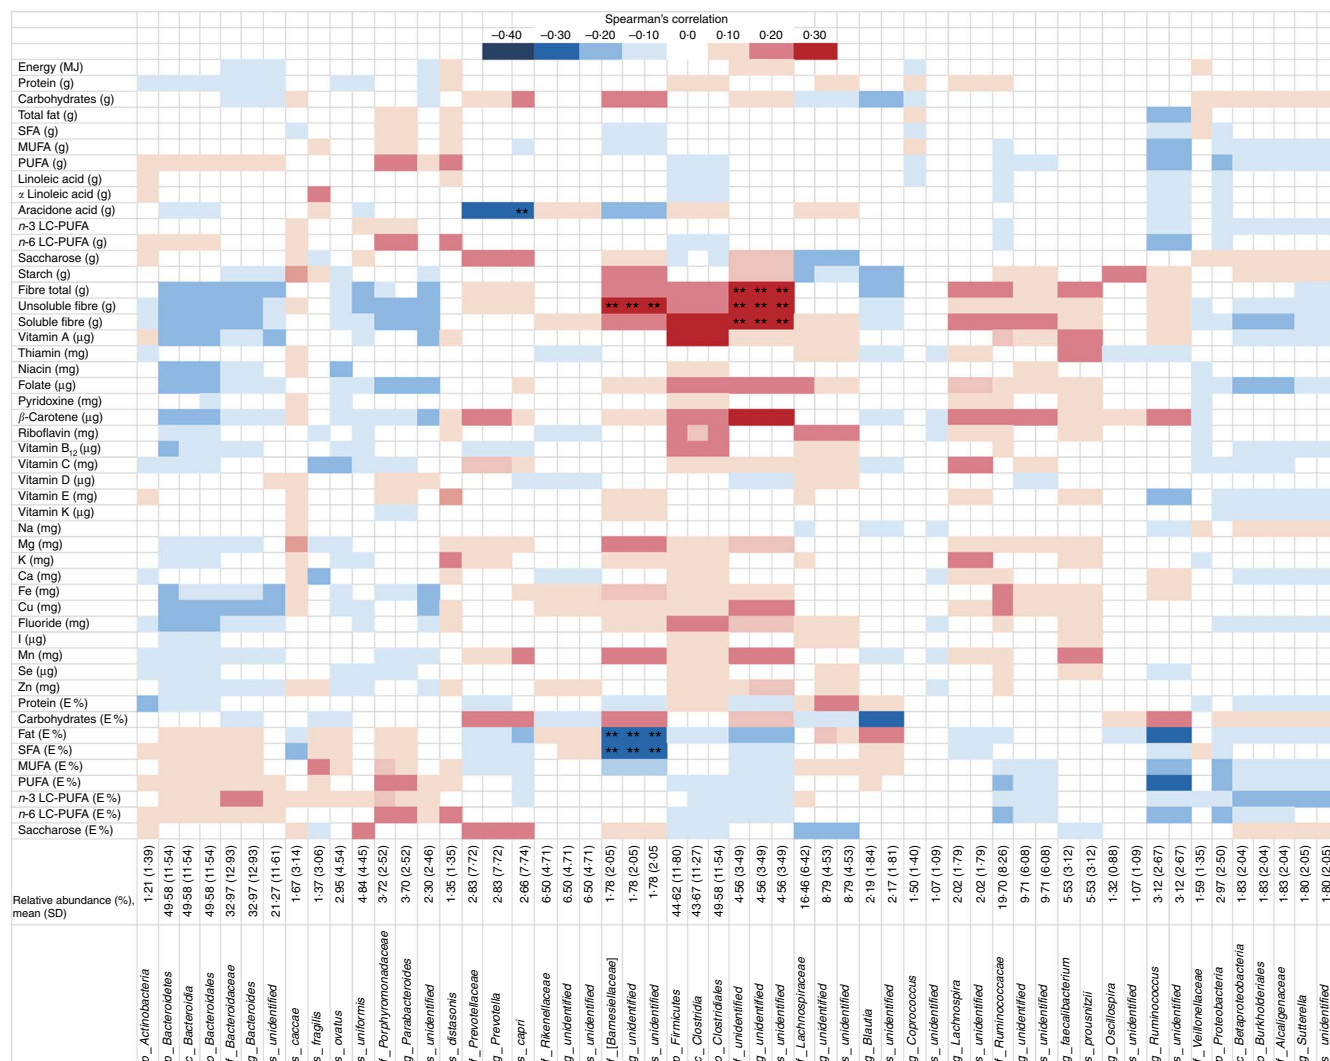 Spearman's correlation
−0·40 −0·30 −0·20 −0·10 0·0 0·10 0·20 0·30
Energy (MJ)
Protein (g)
Carbohydrates (g)
Total fat (g)
SFA (g)
MUFA (g)
PUFA (g)
Linoleic acid (g)
α Linoleic acid (g)
Aracidone acid (g)
**
n-3 LC-PUFA
n-6 LC-PUFA (g)
Saccharose (g)
Starch (g)
Fibre total (g)
** ** **
Unsoluble fibre (g)
** ** ** ** ** **
Soluble fibre (g)
** ** **
Vitamin A (μg)
Thiamin (mg)
Niacin (mg)
Folate (μg)
Pyridoxine (mg)
β-Carotene (μg)
Riboflavin (mg)
Vitamin B12 (μg)
Vitamin C (mg)
Vitamin D (μg)
Vitamin E (mg)
Vitamin K (μg)
Na (mg)
Mg (mg)
K (mg)
Ca (mg)
Fe (mg)
Cu (mg)
Fluoride (mg)
I (μg)
Mn (mg)
Se (μg)
Zn (mg)
Protein (E %)
Carbohydrates (E %)
Fat (E %)
** ** **
SFA (E %)
** ** **
MUFA (E %)
PUFA (E %)
n-3 LC-PUFA (E %)
n-6 LC-PUFA (E %)
Saccharose (E %)
Relative abundance (%),
mean (SD)
1·21 (1·39)
49·58 (11·54)
49·58 (11·54)
49·58 (11·54)
32·97 (12·93)
32·97 (12·93)
21·27 (11·61)
1·67 (3·14)
1·37 (3·06)
2·95 (4·54)
4·84 (4·45)
3·72 (2·52)
3·70 (2·52)
2·30 (2·46)
1·35 (1·35)
2·83 (7·72)
2·83 (7·72)
2·66 (7·74)
6·50 (4·71)
6·50 (4·71)
6·50 (4·71)
1·78 (2·05)
1·78 (2·05)
1·78 (2·05
44·62 (11·80)
43·67 (11·27)
49·58 (11·54)
4·56 (3·49)
4·56 (3·49)
4·56 (3·49)
16·46 (6·42)
8·79 (4·53)
8·79 (4·53)
2·19 (1·84)
2·17 (1·81)
1·50 (1·40)
1·07 (1·09)
2·02 (1·79)
2·02 (1·79)
19·70 (8·26)
9·71 (6·08)
9·71 (6·08)
5·53 (3·12)
5·53 (3·12)
1·32 (0·88)
1·07 (1·09)
3·12 (2·67)
3·12 (2·67)
1·59 (1·35)
2·97 (2·50)
1·83 (2·04)
1·83 (2·04)
1·83 (2·04)
1·80 (2·05)
1·80 (2·05)
p_Actinobacteria
p_Bacteroidetes
c_Bacteroidia
o_Bacteroidales
f_Bacteroidaceae
g_Bacteroides
s_unidentified
s_caccae
s_fragilis
s_ovatus
s_uniformis
f_Porphyromonadaceae
g_Parabacteroides
s_unidentified
s_distasonis
f_Prevotellaceae
g_Prevotella
s_capri
f_Rikenellaceae
g_unidentified
s_unidentified
f_[Barnesiellaceae]
g_unidentified
s_unidentified
p_Firmicutes
c_Clostridia
o_Clostridiales
f_unidentified
g_unidentified
s_unidentified
f_Lachnospiraceae
g_unidentified
s_unidentified
g_Blautia
s_unidentified
g_Coprococcus
s_unidentified
g_Lachnospira
s_unidentified
f_Ruminococcacae
g_unidentified
s_unidentified
g_faecalibacterium
s_prousnitzii
g_Oscillospira
s_unidentified
g_Ruminococcus
s_unidentified
f_Veillonellaceae
p_Proteobacteria
c_Betaproteobacteria
o_Burkholderiales
f_Alcaligenaceae
g_Sutterella
s_unidentified